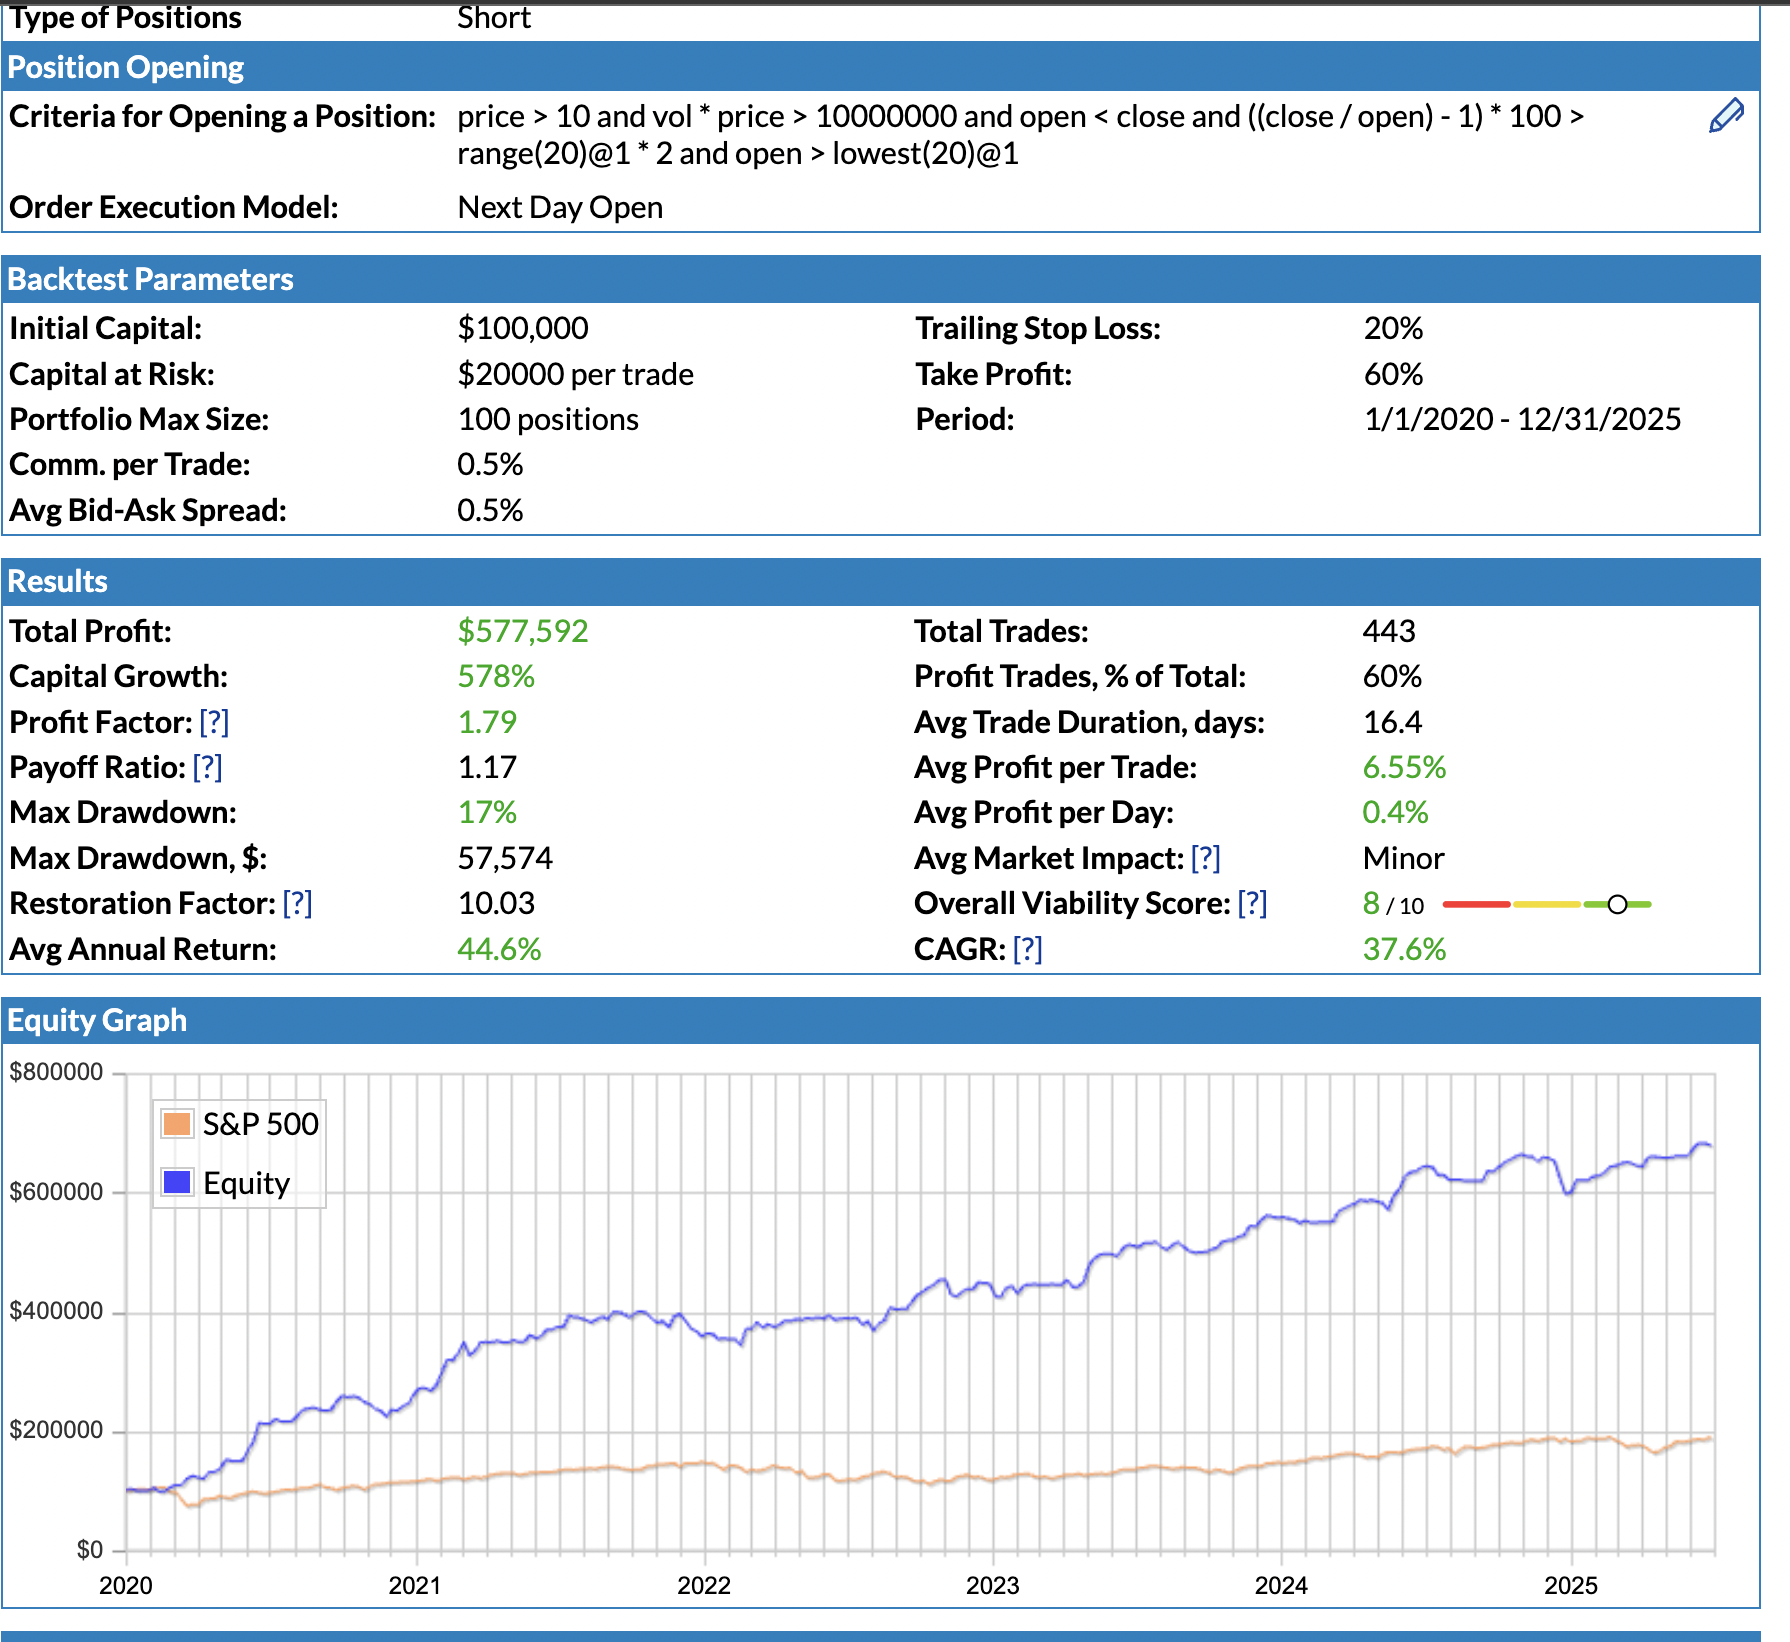 Type of Positions Short
Position Opening
Criteria for Opening a Position: price > 10 and vol * price > 10000000 and open < close and ((close / open) - 1) * 100 >
range(20)@1 * 2 and open > lowest(20)@1
Order Execution Model: Next Day Open
Backtest Parameters
Initial Capital: $100,000 Trailing Stop Loss: 20%
Capital at Risk: $20000 per trade Take Profit: 60%
Portfolio Max Size: 100 positions Period: 1/1/2020 - 12/31/2025
Comm. per Trade: 0.5%
Avg Bid-Ask Spread: 0.5%
Results
Total Profit: $577,592 Total Trades: 443
Capital Growth: 578% Profit Trades, % of Total: 60%
Profit Factor: [?] 1.79 Avg Trade Duration, days: 16.4
Payoff Ratio: [?] 1.17 Avg Profit per Trade: 6.55%
Max Drawdown: 17% Avg Profit per Day: 0.4%
Max Drawdown, $: 57,574 Avg Market Impact: [?] Minor
Restoration Factor: [?] 10.03 Overall Viability Score: [?] 8 / 10
Avg Annual Return: 44.6% CAGR: [?] 37.6%
Equity Graph
$800000
S&P 500
Equity
$600000
$400000
$200000
$0
2020 2021 2022 2023 2024 2025